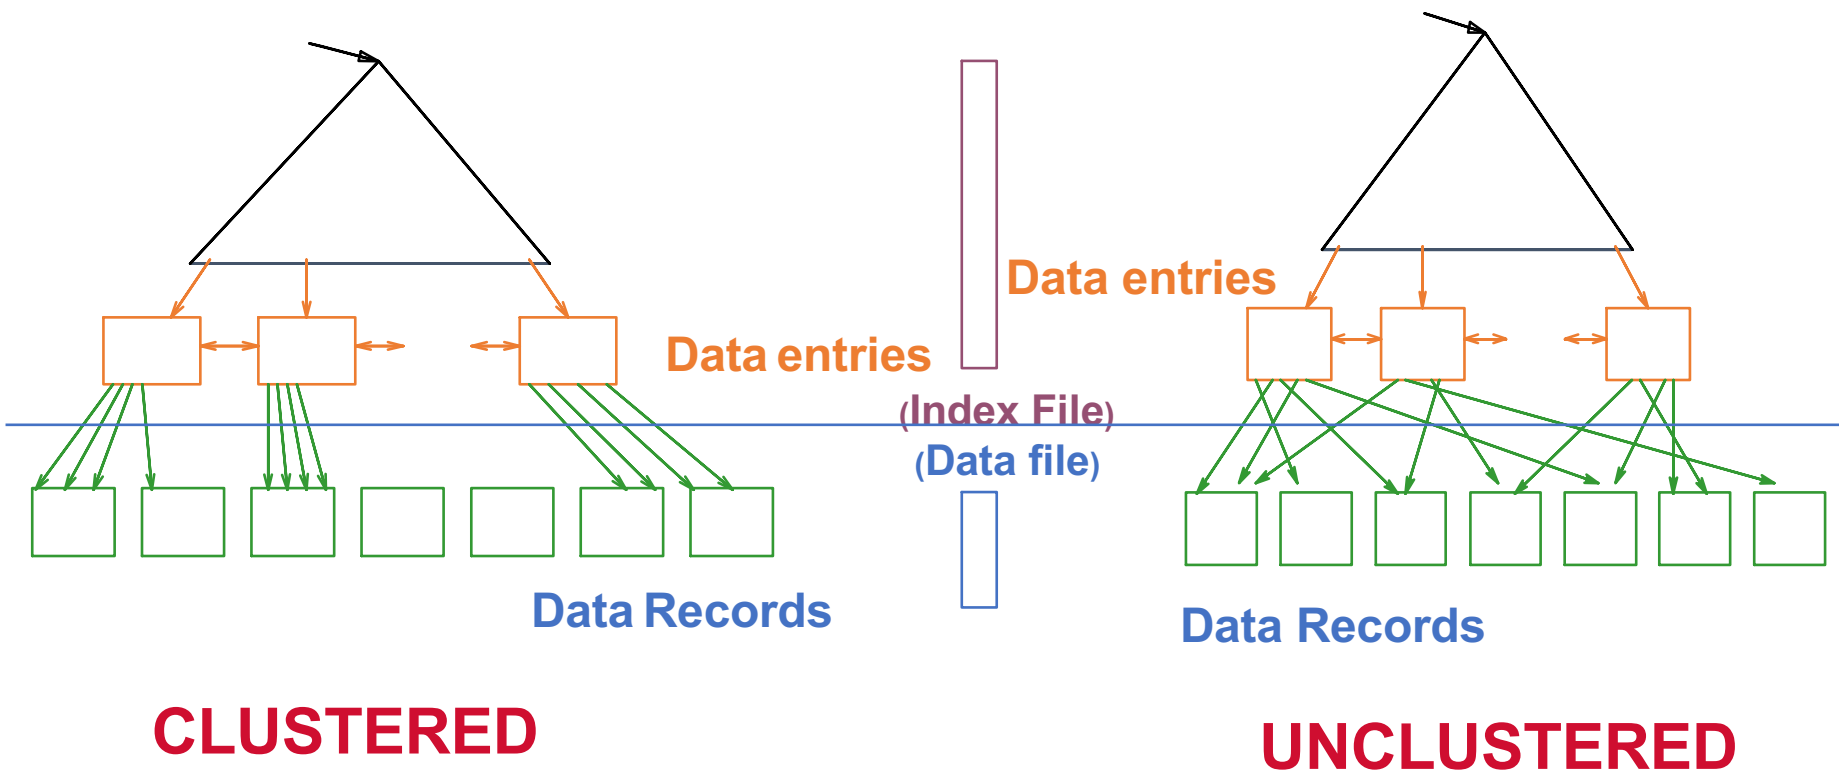 Data entries
Data entries
(Index File)
(Data file)
Data Records
Data Records
CLUSTERED
UNCLUSTERED